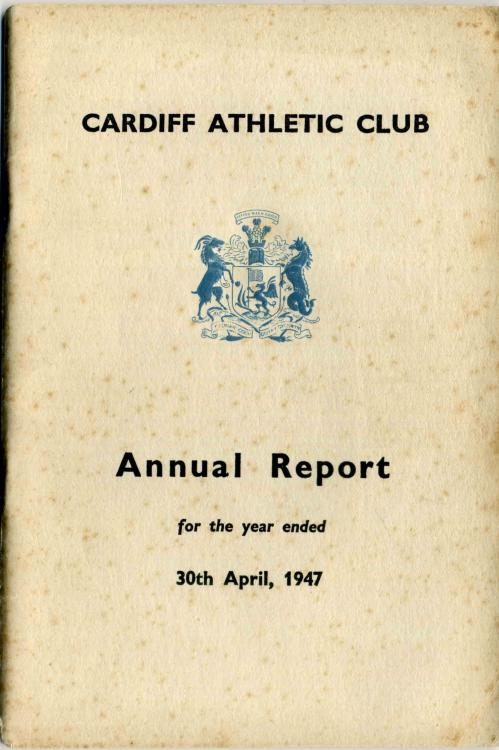 CARDIFF ATHLETIC CLUB
Annual Report
for the year ended
30th April, 1947